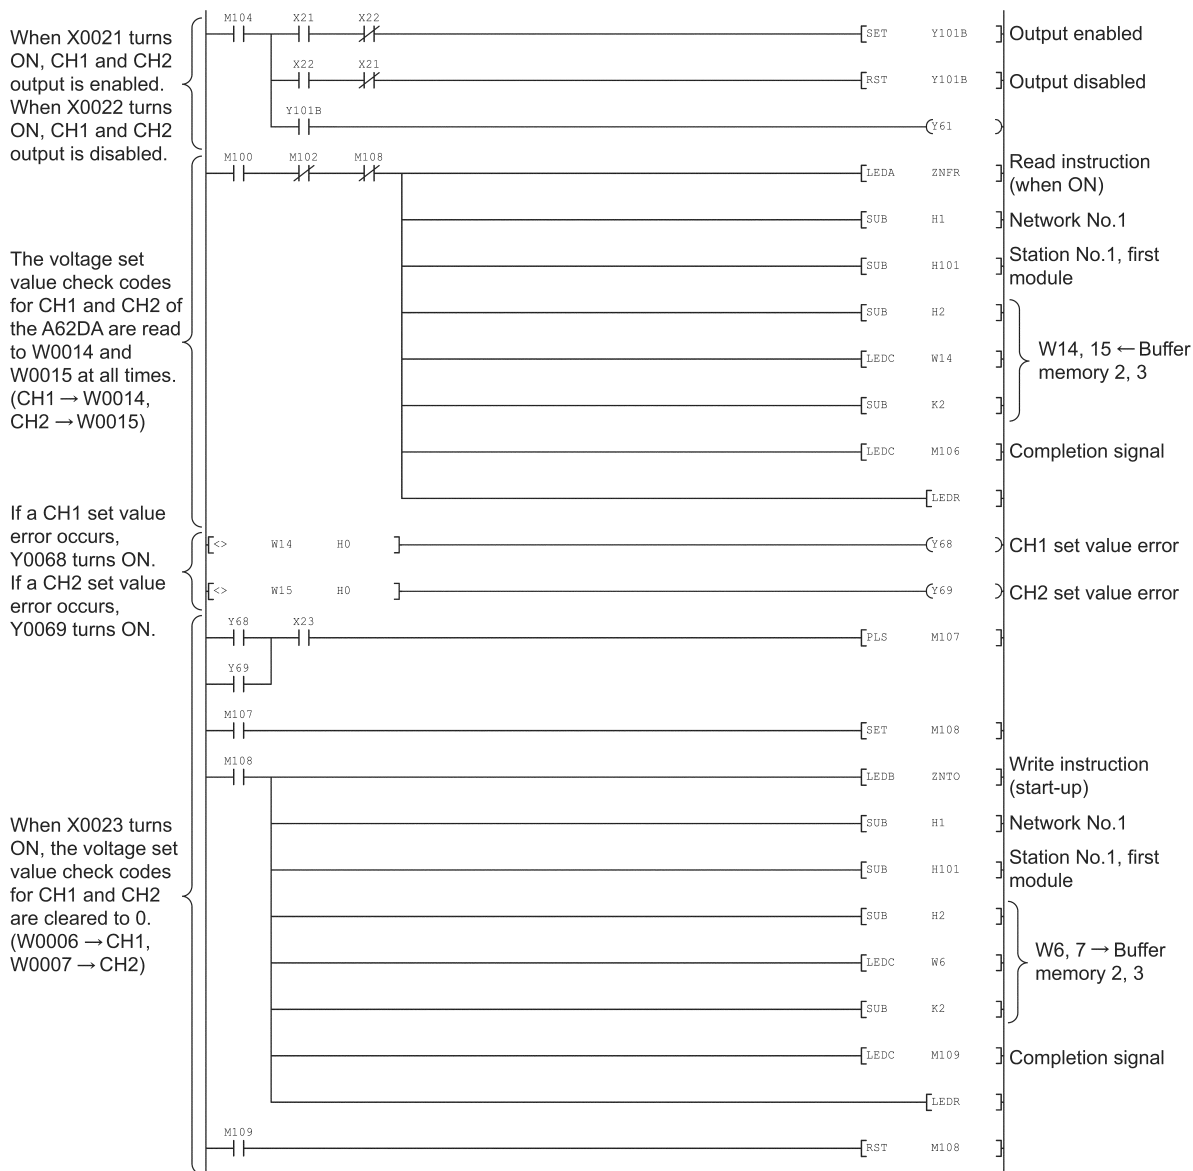 When X0021 turns
ON, CH1 and CH2
output is enabled.
When X0022 turns
ON, CH1 and CH2
output is disabled.
M104 X21 X22
SET Y101B Output enabled
X22 X21
RST Y101B Output disabled
Y101B
Y61
The voltage set
value check codes
for CH1 and CH2 of
the A62DA are read
to W0014 and
W0015 at all times.
(CH1 → W0014,
CH2 → W0015)
M100 M102 M108
LEDA ZNFR Read instruction
(when ON)
SUB H1 Network No.1
SUB H101 Station No.1, first
module
SUB H2
LEDC W14
SUB K2
W14, 15 ← Buffer
memory 2, 3
LEDC M106 Completion signal
LEDR
If a CH1 set value
error occurs,
Y0068 turns ON.
If a CH2 set value
error occurs,
Y0069 turns ON.
<> W14 H0 Y68 CH1 set value error
<> W15 H0 Y69 CH2 set value error
Y68 X23
PLS M107
Y69
M107
SET M108
When X0023 turns
ON, the voltage set
value check codes
for CH1 and CH2
are cleared to 0.
(W0006 → CH1,
W0007 → CH2)
M108
LEDB ZNTO Write instruction
(start-up)
SUB H1 Network No.1
SUB H101 Station No.1, first
module
SUB H2
LEDC W6
SUB K2
W6, 7 → Buffer
memory 2, 3
LEDC M109 Completion signal
LEDR
M109
RST M108